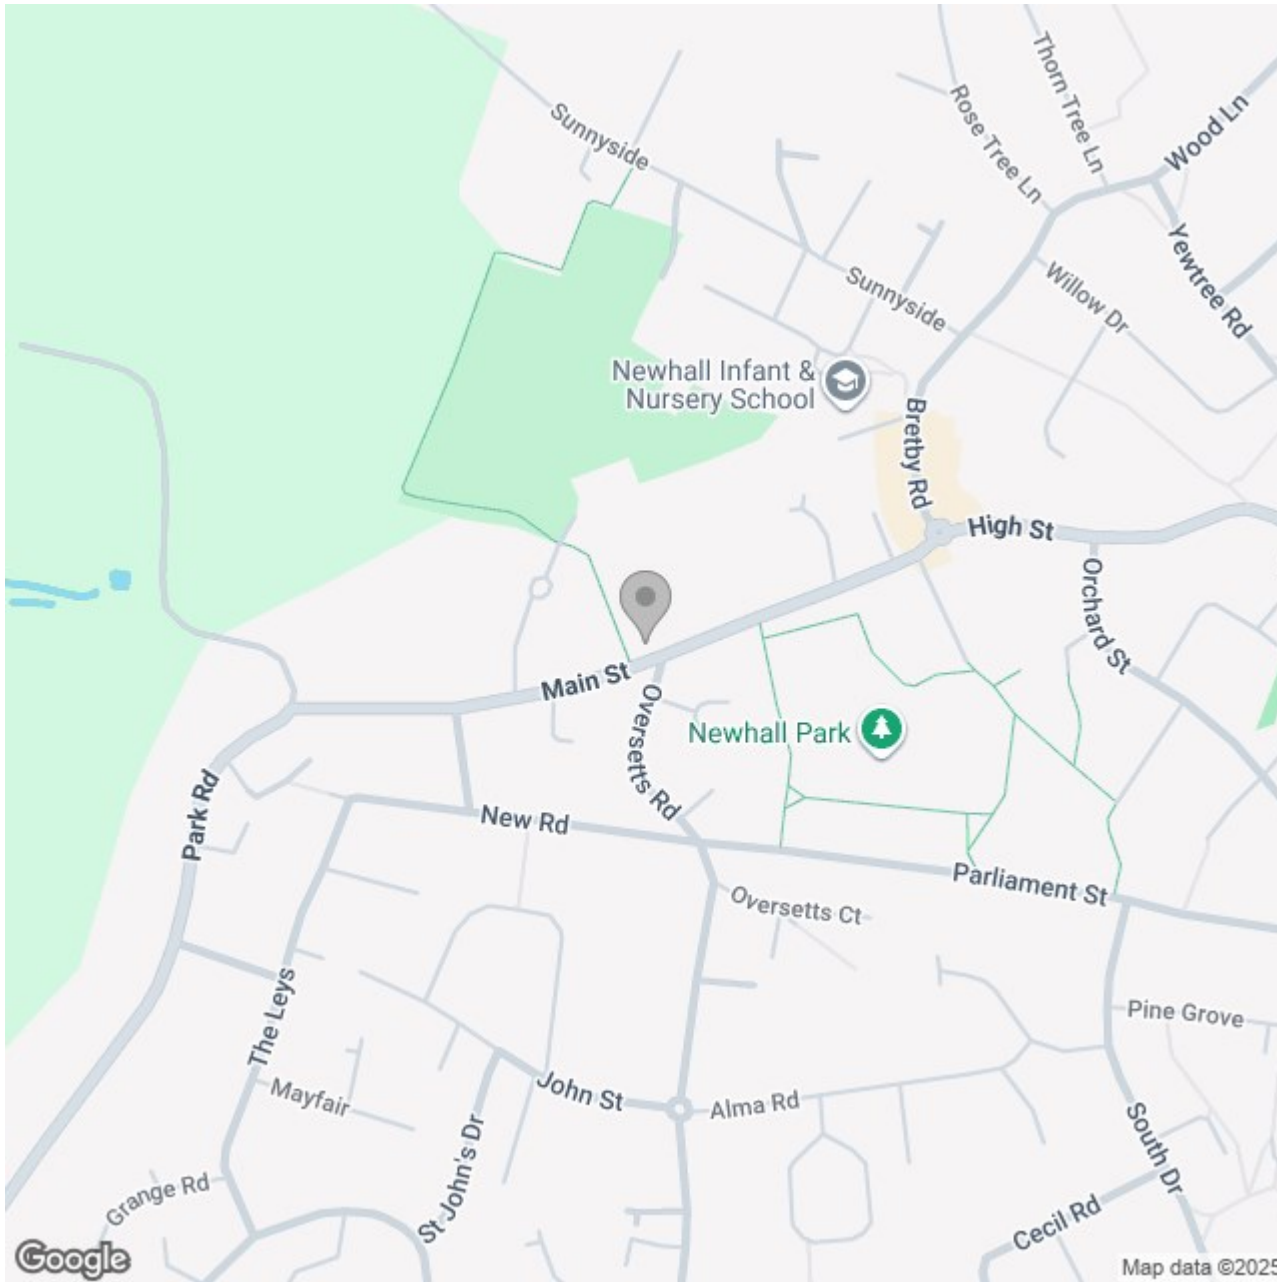 Sunnyside
Thorn Tree Ln
Rose Tree Ln
Wood Ln
Yewtree Rd
Willow Dr
Sunnyside
Newhall Infant &
Nursery School
Bretby Rd
High St
Orchard St
Main St
Oversetts Rd
Newhall Park
Park Rd
New Rd
Parliament St
Oversetts Ct
The Leys
Pine Grove
Mayfair
John St
Alma Rd
St John's Dr
South Dr
Grange Rd
Cecil Rd
Google
Map data ©2025